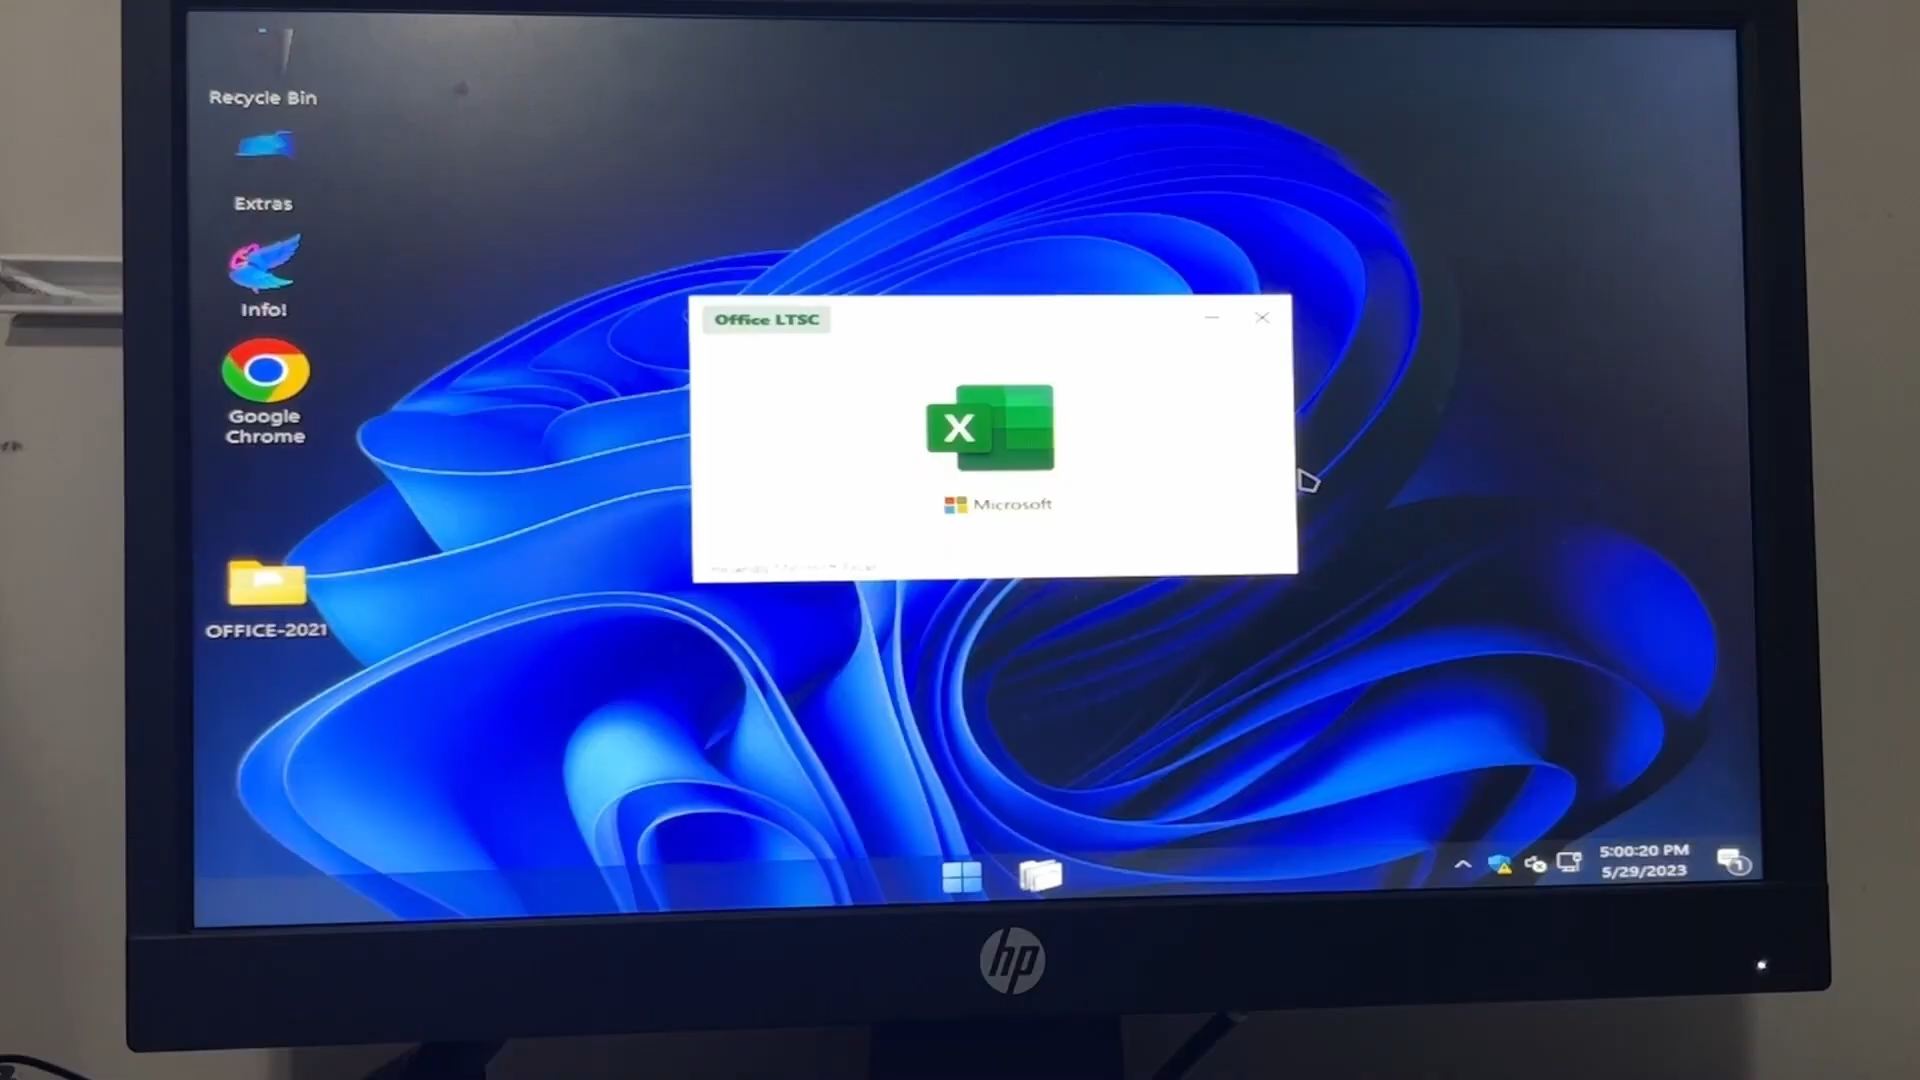 Recycle Bin
Extras
Info!
Google
Chrome
OFFICE-2021
Office LTSC
X
Microsoft
5:00:20 PM
5/29/2023
1
hp